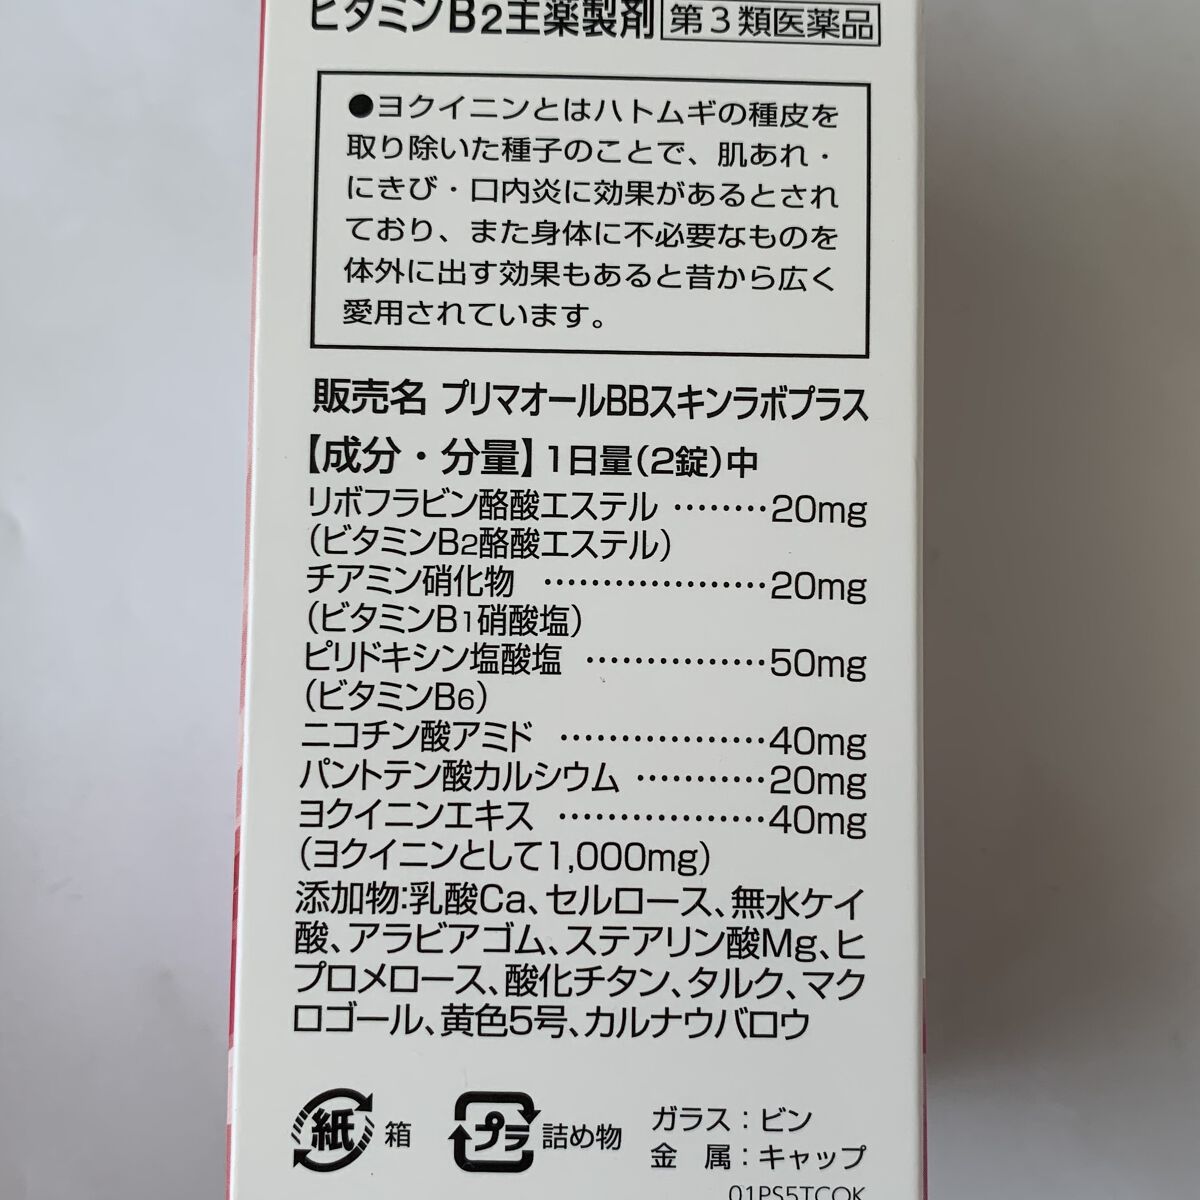 ビタミンB2主薬製剤 第3類医薬品
●ヨクイニンとはハトムギの種皮を
取り除いた種子のことで、肌あれ・
にきび・口内炎に効果があるとされ
ており、また身体に不必要なものを
体外に出す効果もあると昔から広く
愛用されています。
販売名 プリマオールBBスキンラボプラス
【成分・分量】1日量(2錠)中
リボフラビン酪酸エステル ………20mg
(ビタミンB2酪酸エステル)
チアミン硝化物 …………………20mg
(ビタミンB1硝酸塩)
ピリドキシン塩酸塩 ………………50mg
(ビタミンB6)
ニコチン酸アミド …………………40mg
パントテン酸カルシウム …………20mg
ヨクイニンエキス …………………40mg
(ヨクイニンとして1,000mg)
添加物:乳酸Ca、セルロース、無水ケイ
酸、アラビアゴム、ステアリン酸Mg、ヒ
プロメロース、酸化チタン、タルク、マク
ロゴール、黄色5号、カルナウバロウ
紙 箱 プラ 詰め物 ガラス:ビン
金 属:キャップ
01PS5TCOK